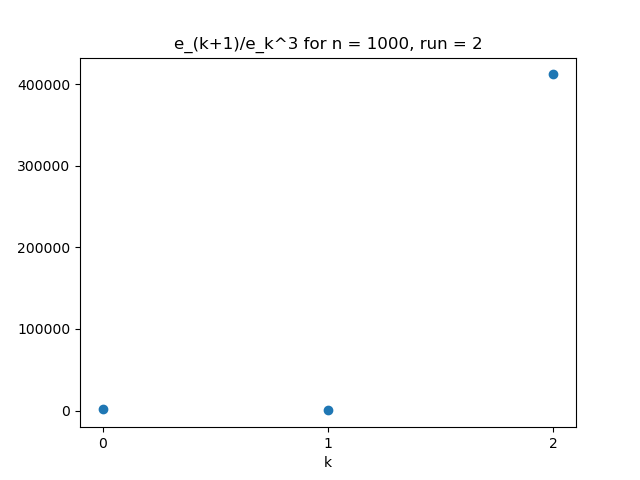 e_(k+1)/e_k^3 for n = 1000, run = 2
400000
300000
200000
100000
0
0 1 2
k